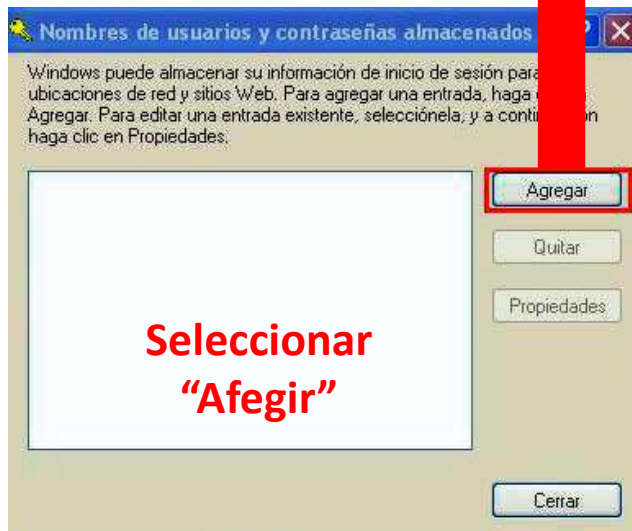 Nombres de usuarios y contraseñas almacenados ?
Windows puede almacenar su información de inicio de sesión para
ubicaciones de red y sitios Web. Para agregar una entrada, haga
Agregar. Para editar una entrada existente, selecciónela, y a
haga clic en Propiedades.
Agregar
Quitar
Propiedades
Seleccionar
“Afegir”
Cerrar